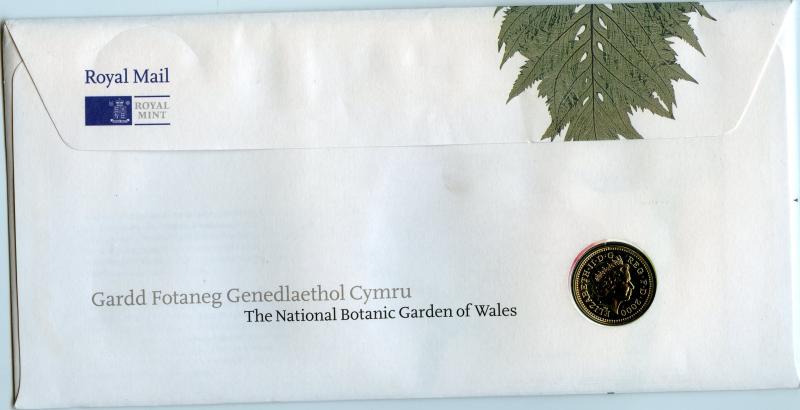 Royal Mail
ROYAL
MINT
Gardd Fotaneg Genedlaethol Cymru
The National Botanic Garden of Wales
ELIZABETH·II·D·G REG·F·D·2000